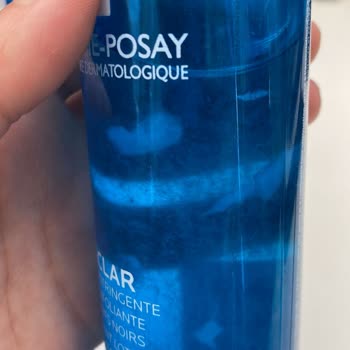 E-POSAY
DERMATOLOGIQUE
CLAR
RINGENTE
OLIANTE
NOIRS